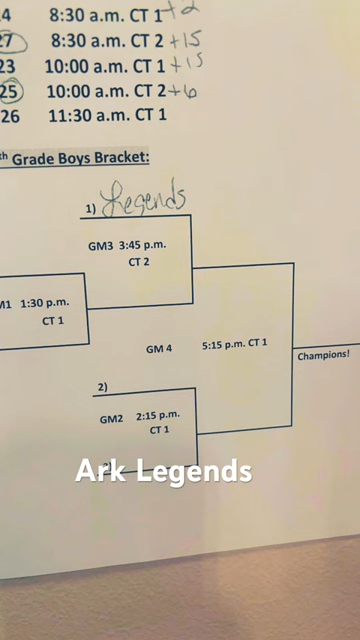 4 8:30 a.m. CT 1 +2
27 8:30 a.m. CT 2 +15
23 10:00 a.m. CT 1 +15
25 10:00 a.m. CT 2 +6
26 11:30 a.m. CT 1
th Grade Boys Bracket:
1) Legends
GM3 3:45 p.m.
CT 2
M1 1:30 p.m.
CT 1
GM 4 5:15 p.m. CT 1
Champions!
2)
GM2 2:15 p.m.
CT 1
Ark Legends